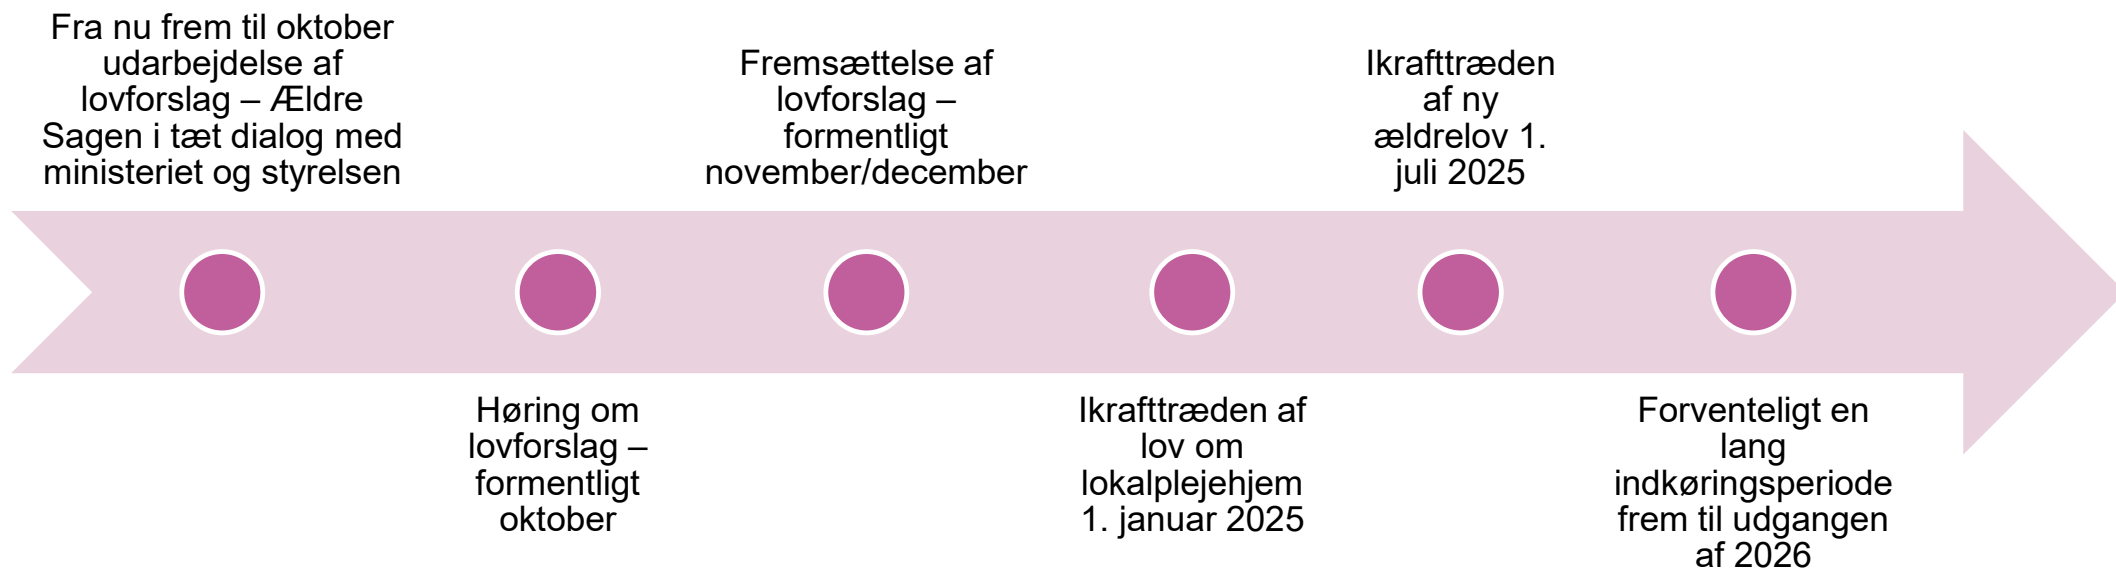 Fra nu frem til oktober
udarbejdelse af
lovforslag – Ældre
Sagen i tæt dialog med
ministeriet og styrelsen
Høring om
lovforslag –
formentligt
oktober
Fremsættelse af
lovforslag –
formentligt
november/december
Ikrafttræden af
lov om
lokalplejehjem
1. januar 2025
Ikrafttræden
af ny
ældrelov 1.
juli 2025
Forventeligt en
lang
indkøringsperiode
frem til udgangen
af 2026